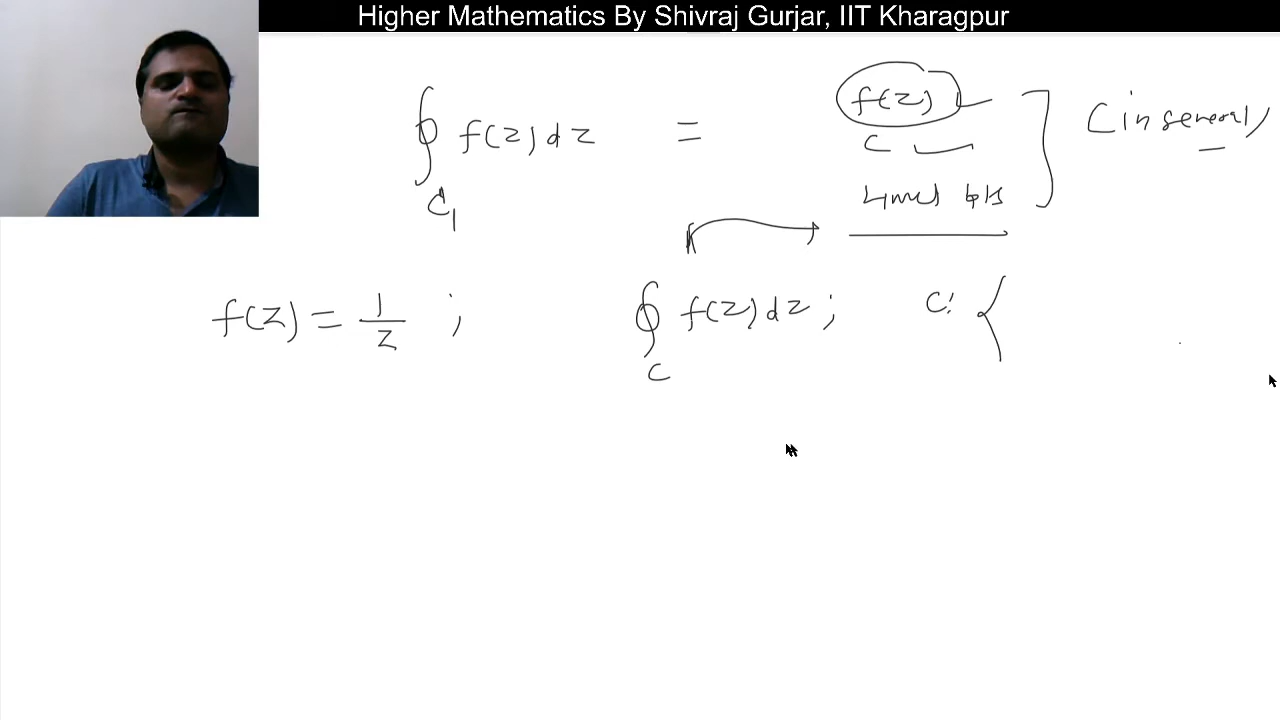 Higher Mathematics By Shivraj Gurjar, IIT Kharagpur
∮ f(z)dz = f(z) (in general)
C₁ C
f(z) = 1/z ; ∮ f(z)dz ; C: {
C